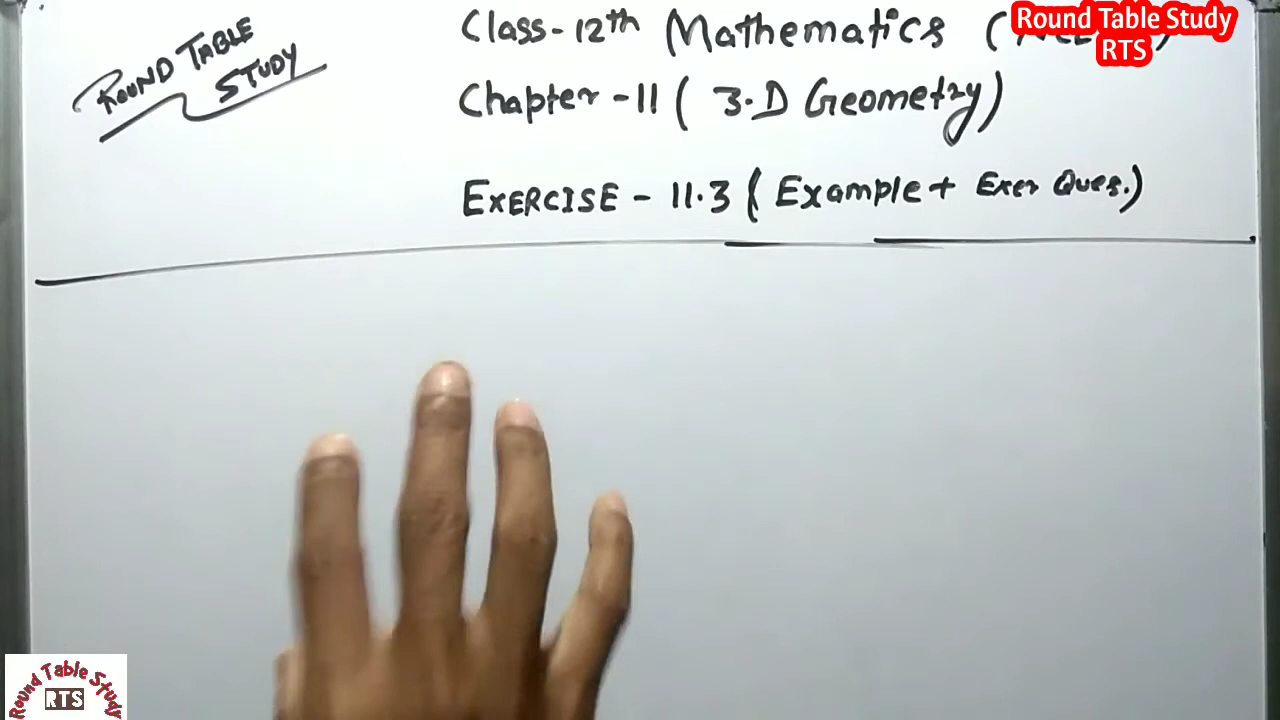 ROUND TABLE
STUDY
Class-12th Mathematics (
Round Table Study
RTS
Chapter-11 ( 3.D Geometry)
EXERCISE - 11.3 ( Example + Exer Ques.)
Round Table Study
RTS